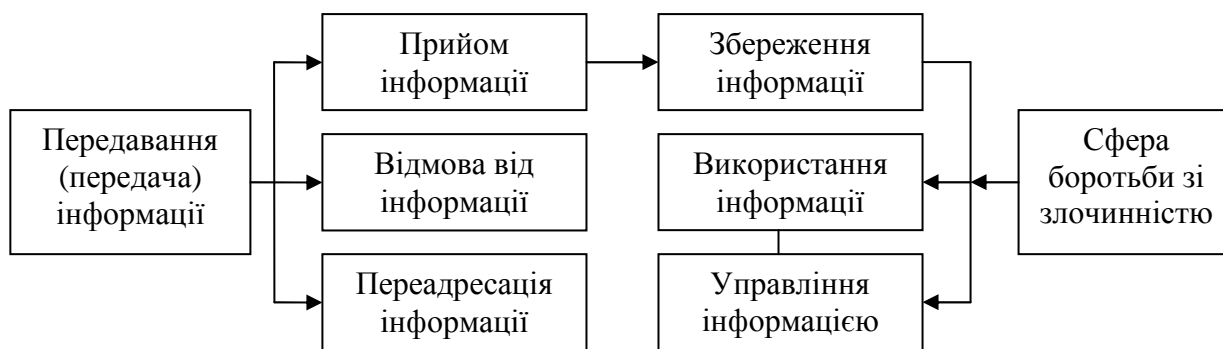 Прийом
інформації
Збереження
інформації
Передавання
(передача)
інформації
Відмова від
інформації
Використання
інформації
Сфера
боротьби зі
злочинністю
Переадресація
інформації
Управління
інформацією